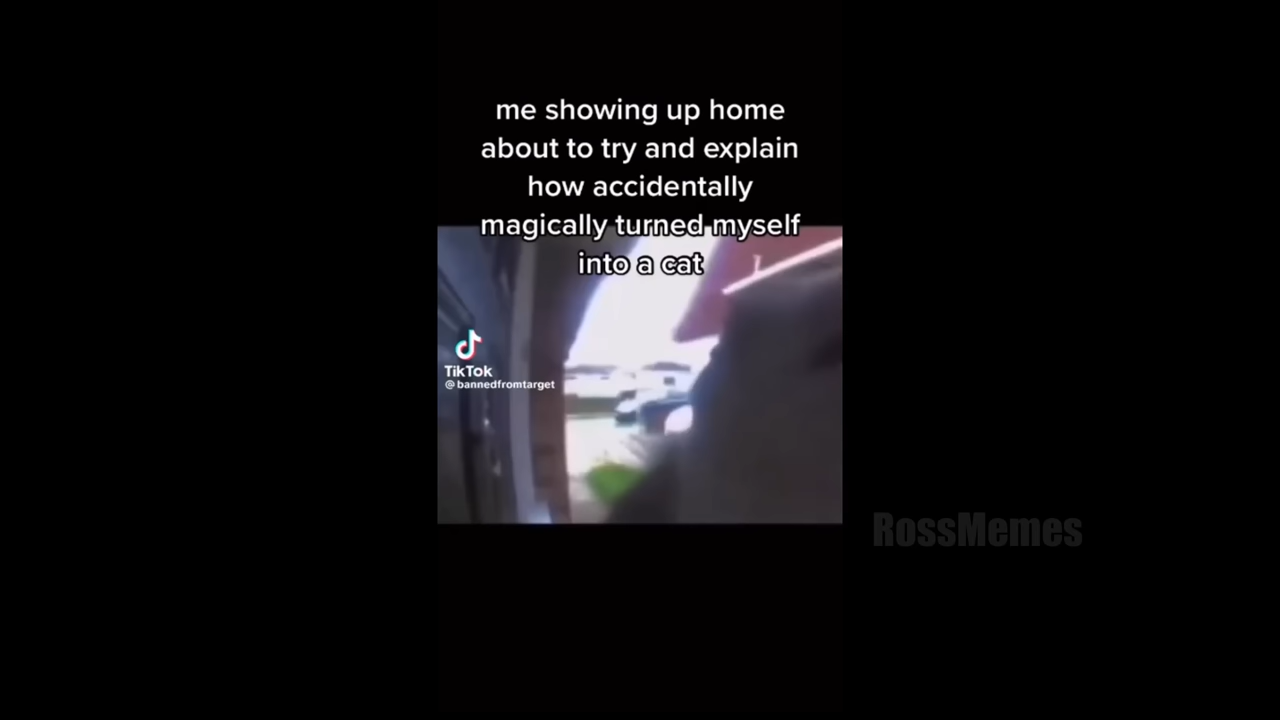 me showing up home
about to try and explain
how accidentally
magically turned myself
into a cat
TikTok
@bannedfromtarget
RossMemes